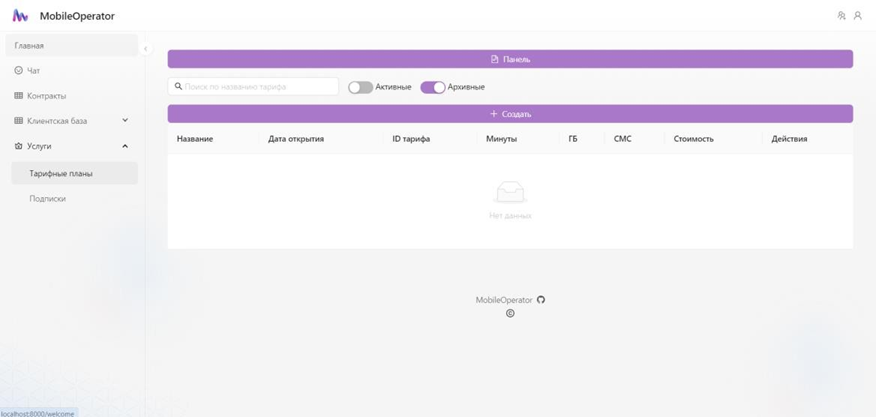 MobileOperator
Главная
Чат
Контракты
Клиентская база
Услуги
Тарифные планы
Подписки
Панель
Поиск по названию тарифа
Активные
Архивные
+ Создать
Название Дата открытия ID тарифа Минуты ГБ СМС Стоимость Действия
Нет данных
MobileOperator
©
localhost:8000/welcome